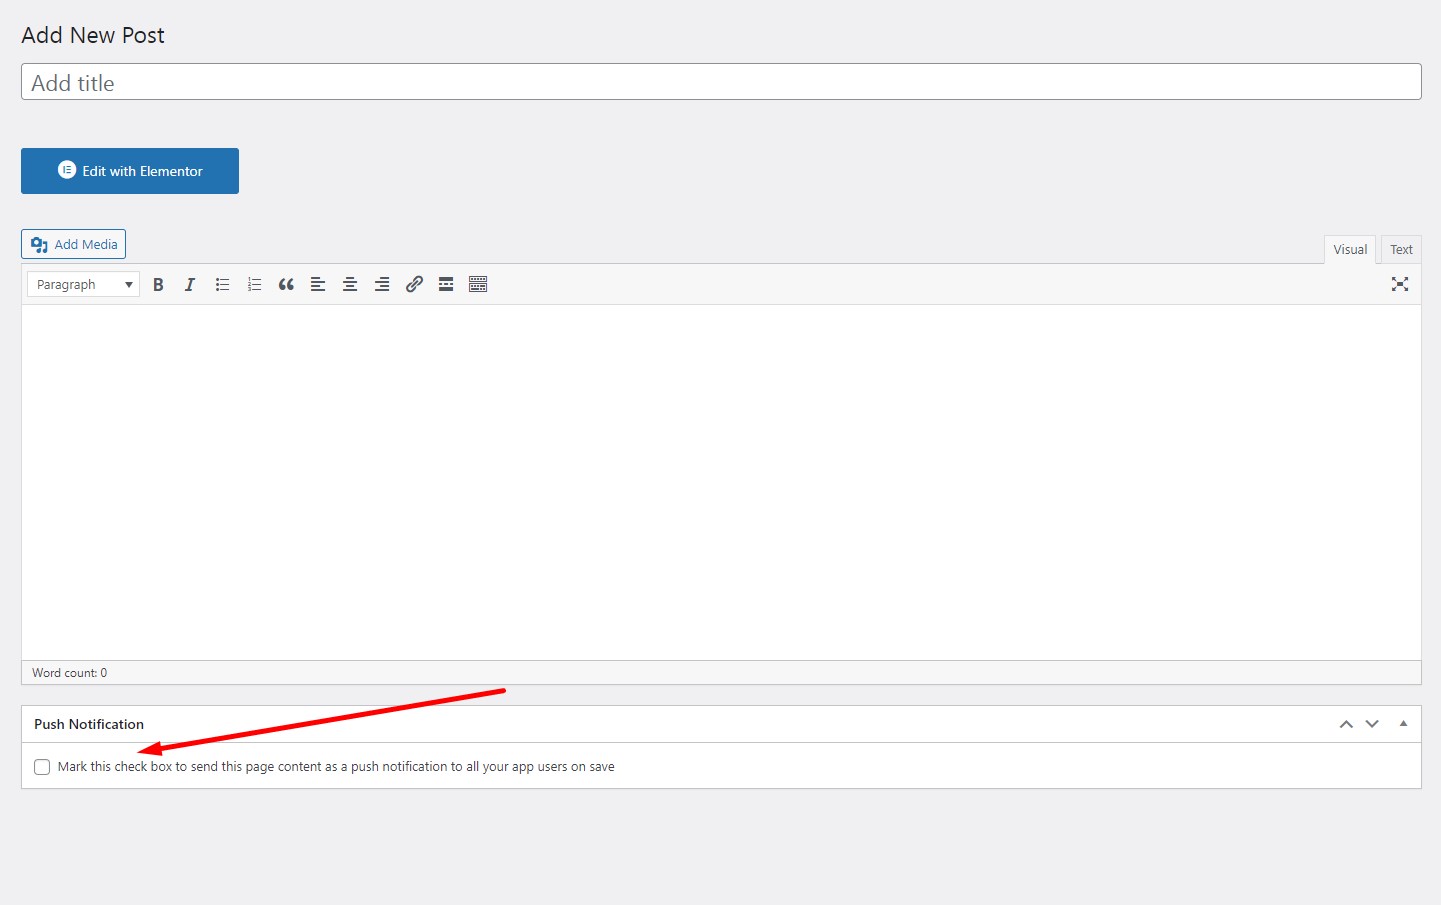 Add New Post
Add title
Edit with Elementor
Add Media
Visual Text
Paragraph
Word count: 0
Push Notification
Mark this check box to send this page content as a push notification to all your app users on save